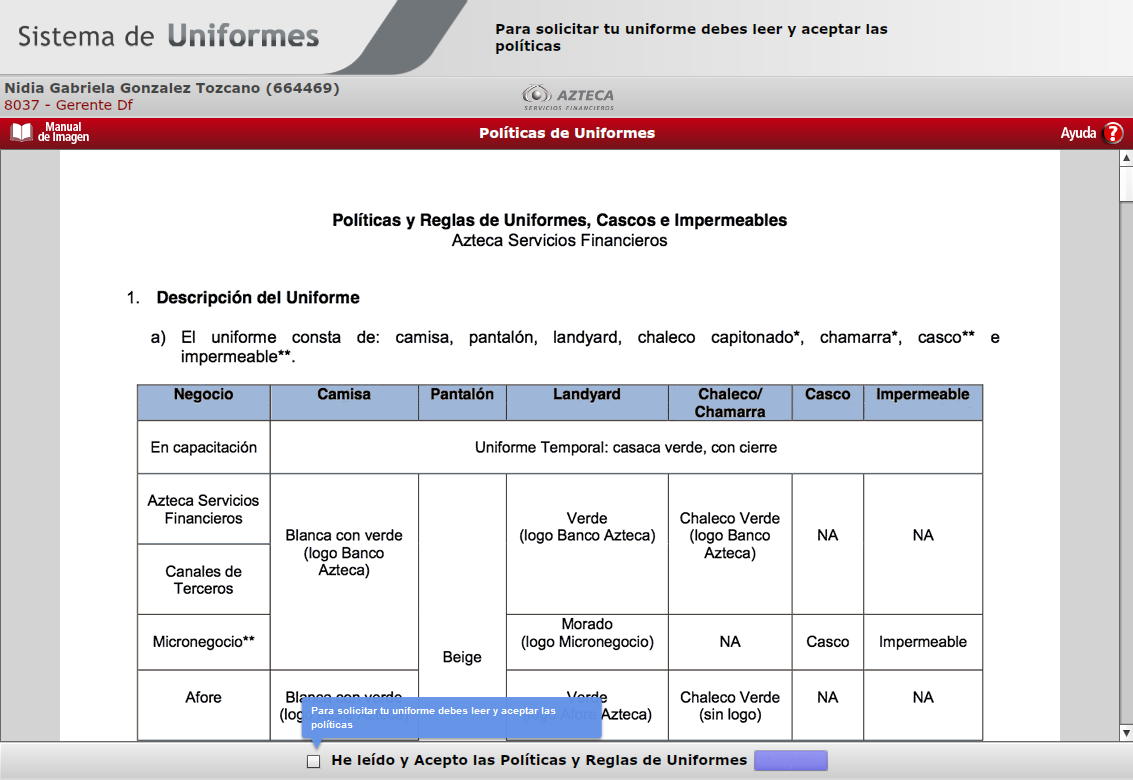 Sistema de Uniformes
Para solicitar tu uniforme debes leer y aceptar las
políticas
Nidia Gabriela Gonzalez Tozcano (664469)
8037 - Gerente Df
AZTECA
SERVICIOS FINANCIEROS
Manual
de Imagen
Políticas de Uniformes
Ayuda ?
Políticas y Reglas de Uniformes, Cascos e Impermeables
Azteca Servicios Financieros
1. Descripción del Uniforme
a) El uniforme consta de: camisa, pantalón, landyard, chaleco capitonado*, chamarra*, casco** e
impermeable**.
Negocio Camisa Pantalón Landyard Chaleco/ Casco Impermeable
Chamarra
En capacitación Uniforme Temporal: casaca verde, con cierre
Azteca Servicios
Financieros
Canales de
Terceros
Blanca con verde
(logo Banco
Azteca)
Verde
(logo Banco Azteca)
Chaleco Verde
(logo Banco
Azteca)
NA
NA
Micronegocio**
Beige
Morado
(logo Micronegocio)
NA
Casco
Impermeable
Afore
Blanca con verde
Verde
(logo Afore Azteca)
Chaleco Verde
(sin logo)
NA
NA
Para solicitar tu uniforme debes leer y aceptar las
políticas
He leído y Acepto las Políticas y Reglas de Uniformes